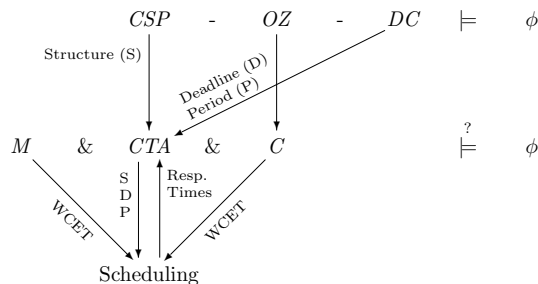 CSP - OZ - DC ⊨ ϕ
Structure (S)
Deadline (D)
Period (P)
?
M & CTA & C ⊨ ϕ
S
D
P
Resp.
Times
WCET
WCET
Scheduling